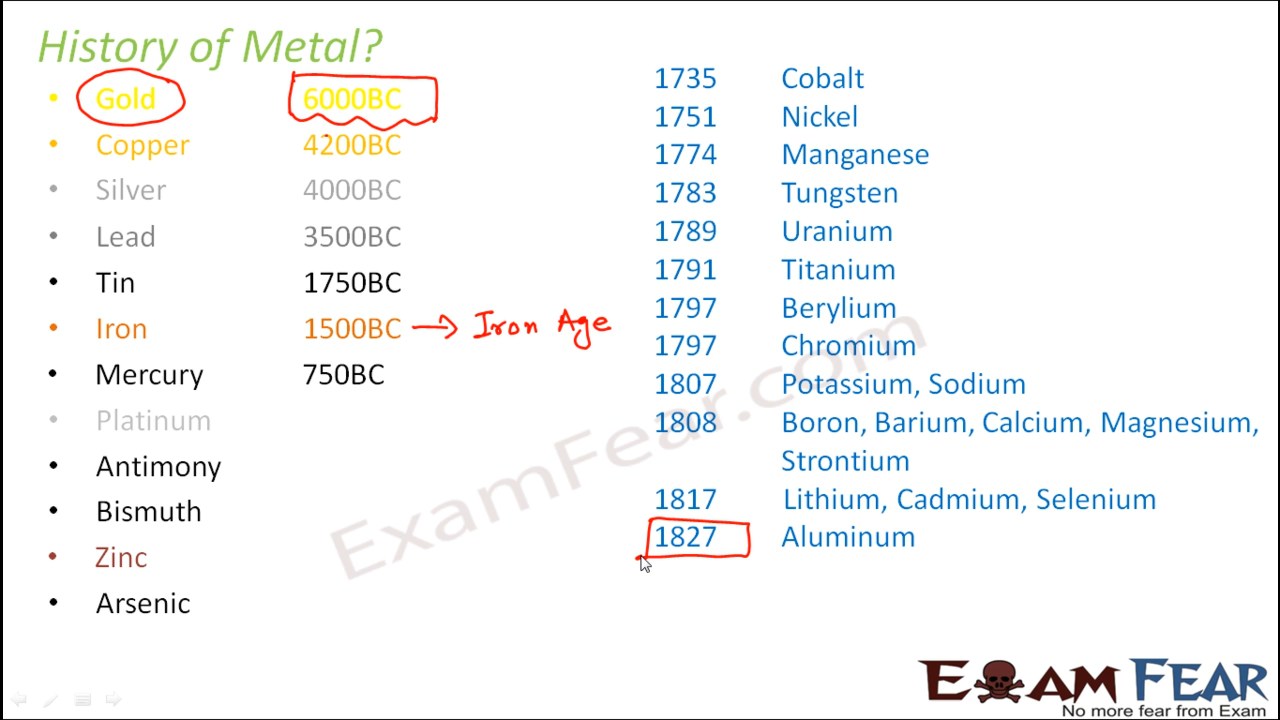 History of Metal?
• Gold 6000BC
• Copper 4200BC
• Silver 4000BC
• Lead 3500BC
• Tin 1750BC
• Iron 1500BC → Iron Age
• Mercury 750BC
• Platinum
• Antimony
• Bismuth
• Zinc
• Arsenic
1735 Cobalt
1751 Nickel
1774 Manganese
1783 Tungsten
1789 Uranium
1791 Titanium
1797 Berylium
1797 Chromium
1807 Potassium, Sodium
1808 Boron, Barium, Calcium, Magnesium,
Strontium
1817 Lithium, Cadmium, Selenium
1827 Aluminum
ExamFear.com
EXAM FEAR
No more fear from Exam